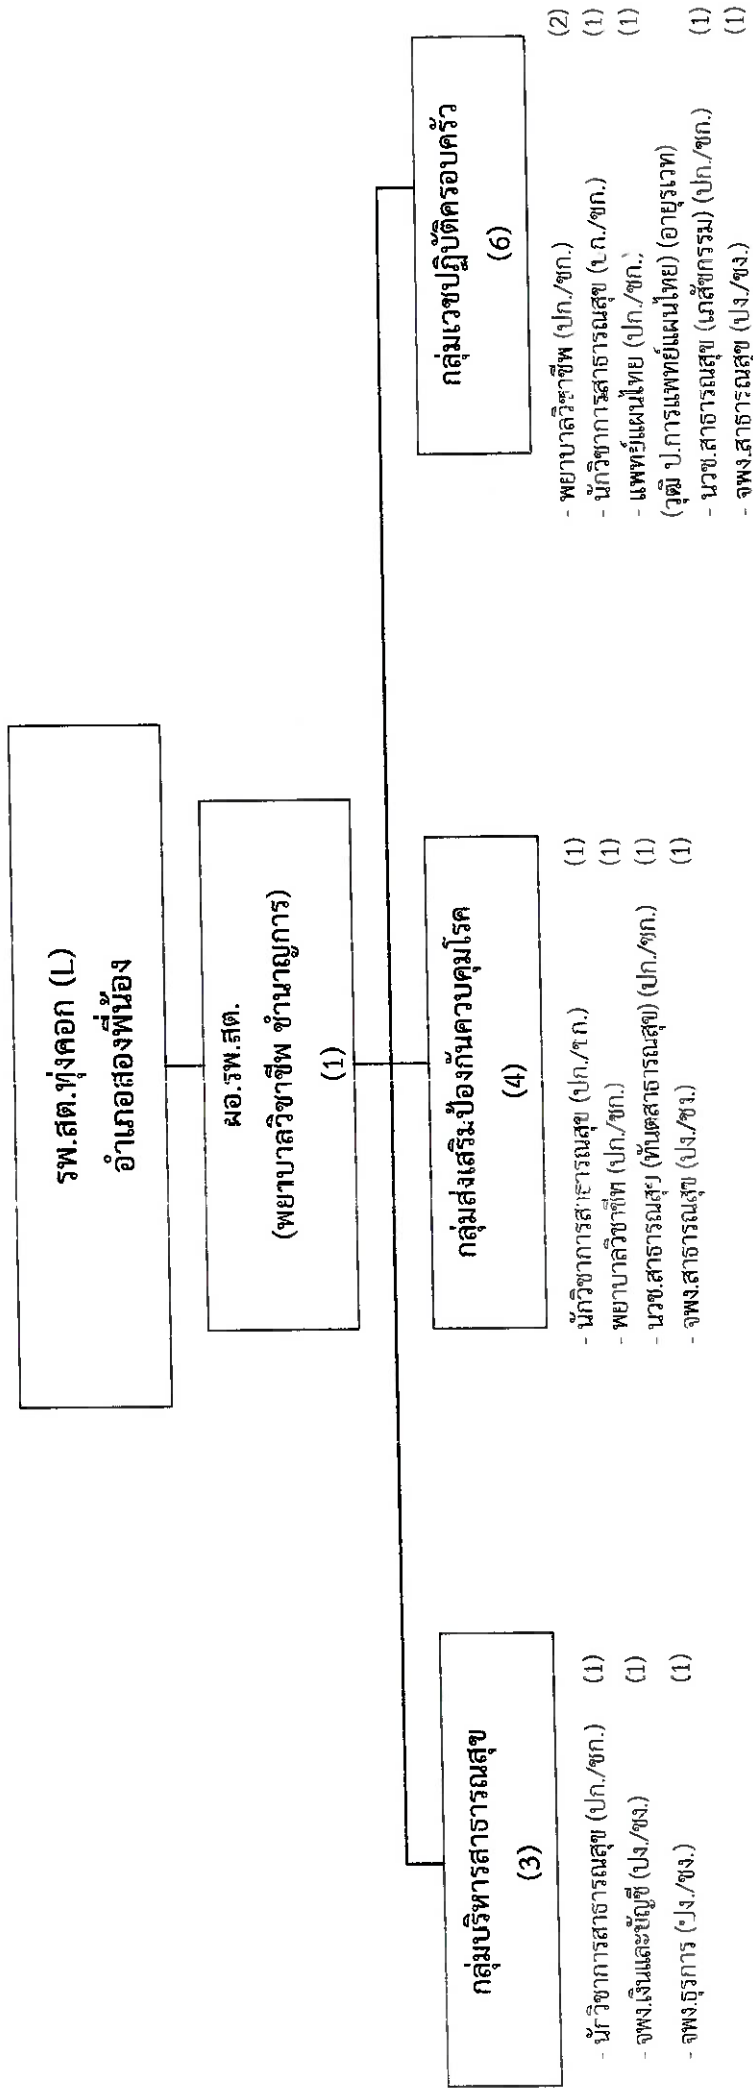 รพ.สต.ทุ่งคอก (L)
อำเภอสองพี่น้อง
ผอ.รพ.สต.
(พยาบาลวิชาชีพ ชำนาญการ)
(1)
กลุ่มบริหารสาธารณสุข
(3)
- นักวิชาการสาธารณสุข (ปก./ชก.) (1)
- จพง.เงินและบัญชี (ปง./ชง.) (1)
- จพง.ธุรการ (ปง./ชง.) (1)
กลุ่มส่งเสริมป้องกันควบคุมโรค
(4)
- นักวิชาการสาธารณสุข (ปก./ชก.) (1)
- พยาบาลวิชาชีพ (ปก./ชก.) (1)
- นวช.สาธารณสุข (ทันตสาธารณสุข) (ปก./ชก.) (1)
- จพง.สาธารณสุข (ปง./ชง.) (1)
กลุ่มเวชปฏิบัติครอบครัว
(6)
- พยาบาลวิชาชีพ (ปก./ชก.) (2)
- นักวิชาการสาธารณสุข (ปก./ชก.) (1)
- แพทย์แผนไทย (ปก./ชก.) (1)
(วุฒิ ป.การแพทย์แผนไทย) (อายุรเวท)
- นวช.สาธารณสุข (เภสัชกรรม) (ปก./ชก.) (1)
- จพง.สาธารณสุข (ปง./ชง.) (1)